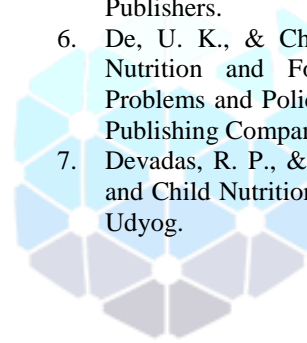 Publishers.
6. De, U. K., & Ch
Nutrition and Fo
Problems and Polic
Publishing Compan
7. Devadas, R. P., &
and Child Nutrition
Udyog.